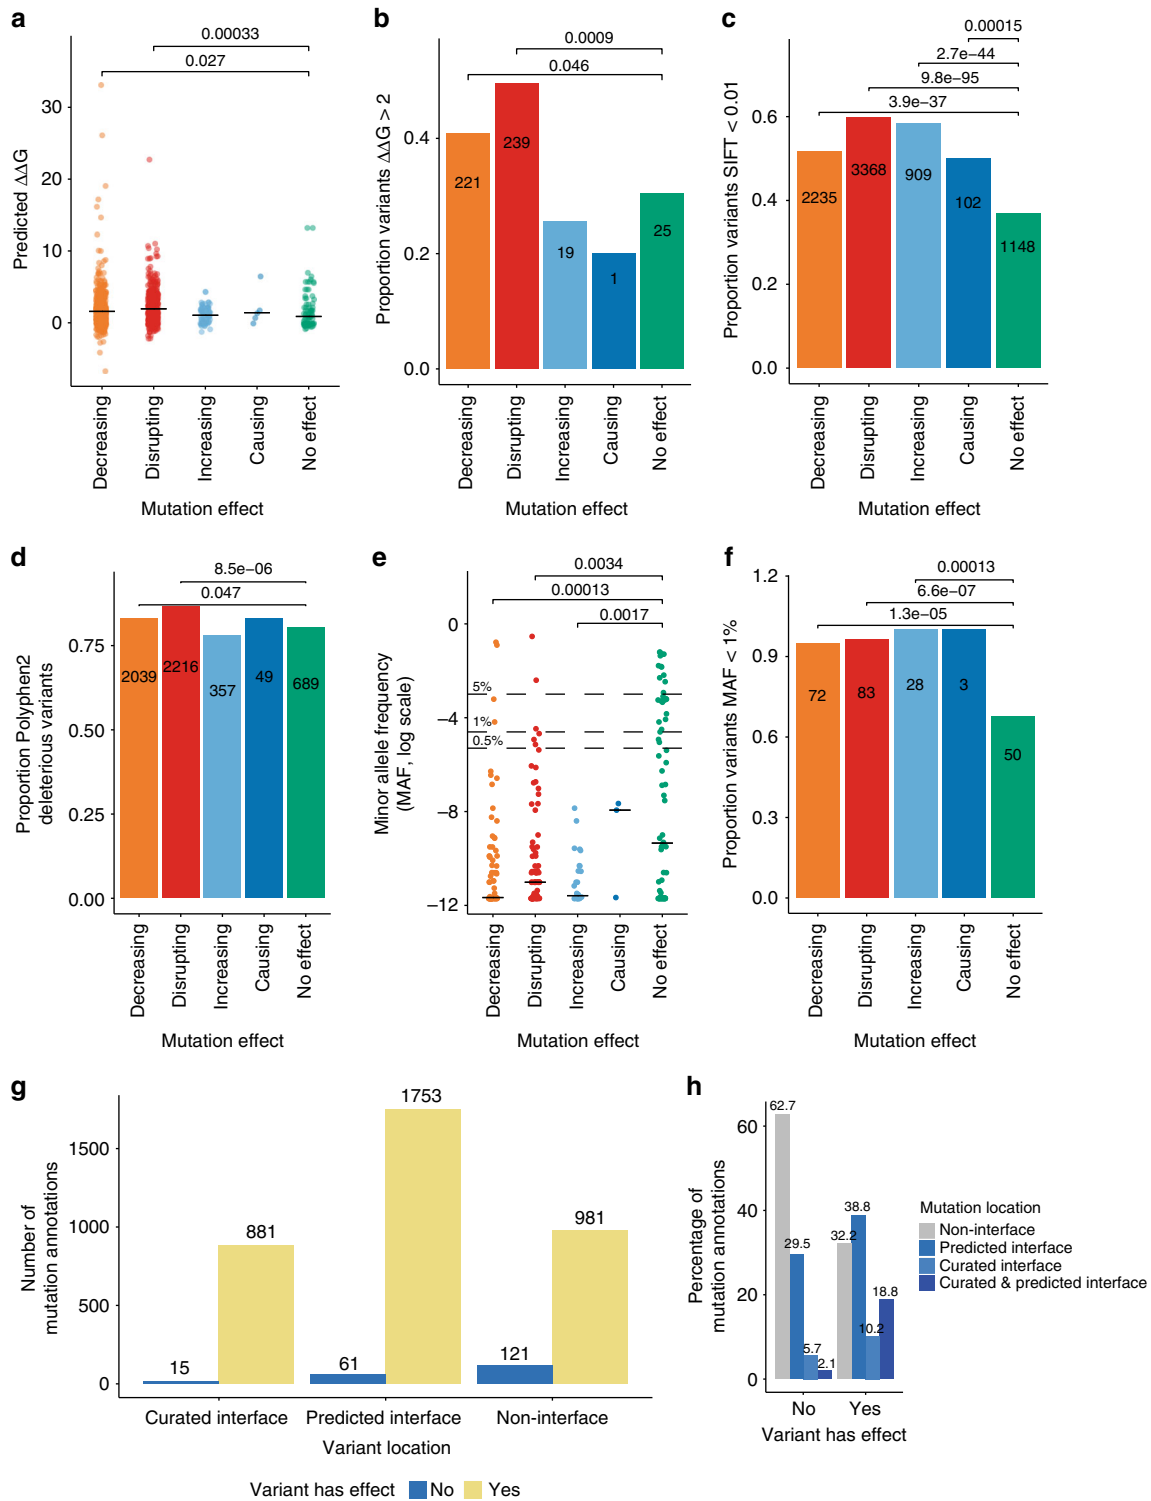 a
0.00033
0.027
30
20
10
0
Predicted ΔΔG
Decreasing
Disrupting
Increasing
Causing
No effect
Mutation effect
b
0.0009
0.046
0.4
0.2
0.0
Proportion variants ΔΔG > 2
221
239
19
1
25
Decreasing
Disrupting
Increasing
Causing
No effect
Mutation effect
c
0.00015
2.7e−44
9.8e−95
3.9e−37
0.6
0.4
0.2
0.0
Proportion variants SIFT < 0.01
2235
3368
909
102
1148
Decreasing
Disrupting
Increasing
Causing
No effect
Mutation effect
d
8.5e−06
0.047
0.75
0.50
0.25
0.00
Proportion Polyphen2
deleterious variants
2039
2216
357
49
689
Decreasing
Disrupting
Increasing
Causing
No effect
Mutation effect
e
0.0034
0.00013
0.0017
0
−4
−8
−12
Minor allele frequency
(MAF, log scale)
5%
1%
0.5%
Decreasing
Disrupting
Increasing
Causing
No effect
Mutation effect
f
0.00013
6.6e−07
1.3e−05
1.2
0.9
0.6
0.3
0.0
Proportion variants MAF < 1%
72
83
28
3
50
Decreasing
Disrupting
Increasing
Causing
No effect
Mutation effect
g
1500
1000
500
0
Number of
mutation annotations
15
881
61
1753
121
981
Curated interface
Predicted interface
Non-interface
Variant location
Variant has effect No Yes
h
60
40
20
0
Percentage of
mutation annotations
62.7
29.5
5.7
2.1
32.2
38.8
10.2
18.8
No
Yes
Variant has effect
Mutation location
Non-interface
Predicted interface
Curated interface
Curated & predicted interface